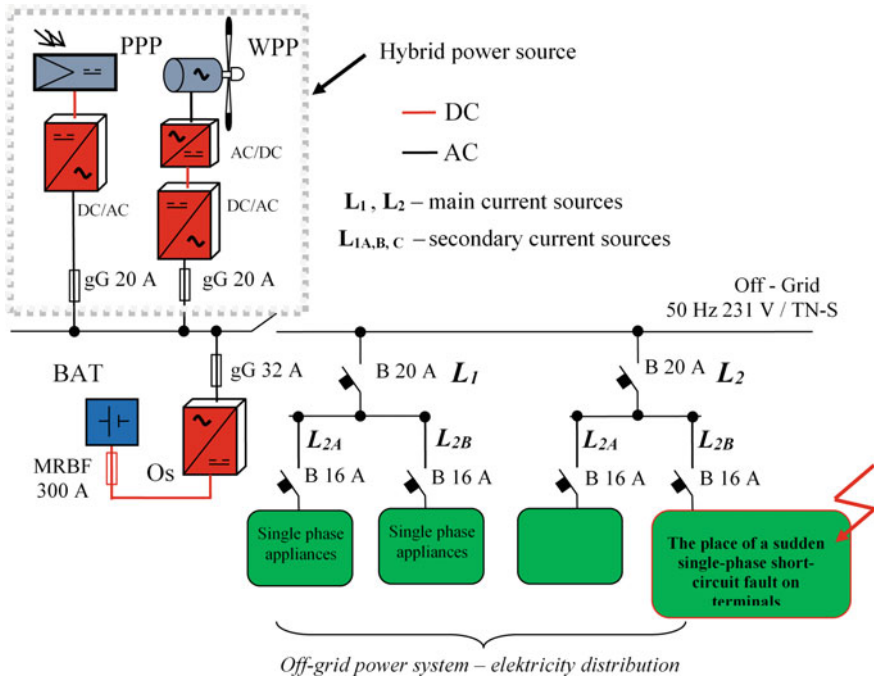 PPP
WPP
Hybrid power source
DC
AC
AC/DC
DC/AC
DC/AC
L1 , L2 – main current sources
L1A,B, C – secondary current sources
gG 20 A
gG 20 A
Off - Grid
50 Hz 231 V / TN-S
BAT
gG 32 A
B 20 A
L1
B 20 A
L2
MRBF
300 A
Os
L2A
L2B
L2A
L2B
B 16 A
B 16 A
B 16 A
B 16 A
Single phase
appliances
Single phase
appliances
The place of a sudden
single-phase short-
circuit fault on
terminals
Off-grid power system – elektricity distribution